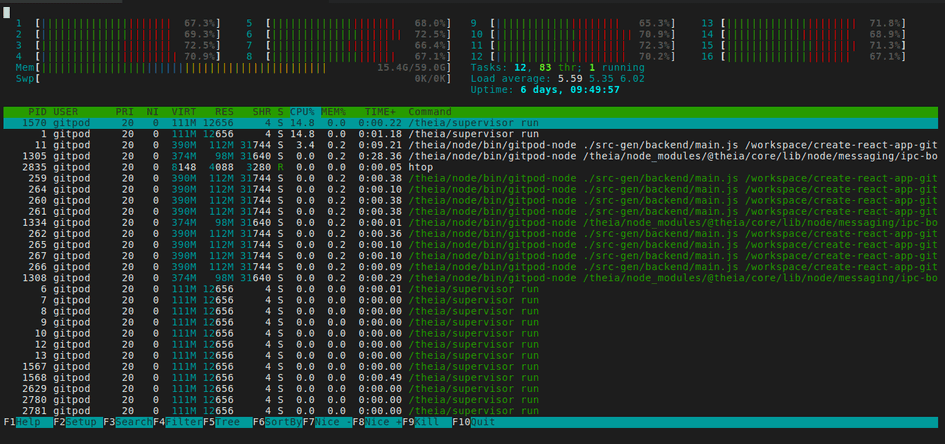 1 [ 67.3%] 5 [ 68.0%] 9 [ 65.3%] 13 [ 71.8%]
2 [ 69.3%] 6 [ 72.5%] 10 [ 70.9%] 14 [ 68.9%]
3 [ 72.5%] 7 [ 66.4%] 11 [ 72.3%] 15 [ 71.3%]
4 [ 70.9%] 8 [ 67.1%] 12 [ 70.2%] 16 [ 67.1%]
Mem[ 15.4G/59.0G] Tasks: 12, 83 thr; 1 running
Swp[ 0K/0K] Load average: 5.59 5.35 6.02
Uptime: 6 days, 09:49:57
PID USER PRI NI VIRT RES SHR S CPU% MEM% TIME+ Command
1570 gitpod 20 0 111M 12656 4 S 14.8 0.0 0:00.22 /theia/supervisor run
1 gitpod 20 0 111M 12656 4 S 14.8 0.0 0:01.18 /theia/supervisor run
11 gitpod 20 0 390M 112M 31744 S 3.4 0.2 0:09.21 /theia/node/bin/gitpod-node ./src-gen/backend/main.js /workspace/create-react-app-git
1305 gitpod 20 0 374M 98M 31640 S 0.0 0.2 0:28.36 /theia/node/bin/gitpod-node /theia/node_modules/@theia/core/lib/node/messaging/ipc-bo
2835 gitpod 20 0 8148 4088 3280 R 0.0 0.0 0:00.05 htop
259 gitpod 20 0 390M 112M 31744 S 0.0 0.2 0:00.38 /theia/node/bin/gitpod-node ./src-gen/backend/main.js /workspace/create-react-app-git
264 gitpod 20 0 390M 112M 31744 S 0.0 0.2 0:00.10 /theia/node/bin/gitpod-node ./src-gen/backend/main.js /workspace/create-react-app-git
260 gitpod 20 0 390M 112M 31744 S 0.0 0.2 0:00.38 /theia/node/bin/gitpod-node ./src-gen/backend/main.js /workspace/create-react-app-git
261 gitpod 20 0 390M 112M 31744 S 0.0 0.2 0:00.38 /theia/node/bin/gitpod-node ./src-gen/backend/main.js /workspace/create-react-app-git
1334 gitpod 20 0 374M 98M 31640 S 0.0 0.2 0:00.01 /theia/node/bin/gitpod-node /theia/node_modules/@theia/core/lib/node/messaging/ipc-bo
262 gitpod 20 0 390M 112M 31744 S 0.0 0.2 0:00.36 /theia/node/bin/gitpod-node ./src-gen/backend/main.js /workspace/create-react-app-git
265 gitpod 20 0 390M 112M 31744 S 0.0 0.2 0:00.10 /theia/node/bin/gitpod-node ./src-gen/backend/main.js /workspace/create-react-app-git
267 gitpod 20 0 390M 112M 31744 S 0.0 0.2 0:00.10 /theia/node/bin/gitpod-node ./src-gen/backend/main.js /workspace/create-react-app-git
266 gitpod 20 0 390M 112M 31744 S 0.0 0.2 0:00.09 /theia/node/bin/gitpod-node ./src-gen/backend/main.js /workspace/create-react-app-git
1308 gitpod 20 0 374M 98M 31640 S 0.0 0.2 0:00.29 /theia/node/bin/gitpod-node /theia/node_modules/@theia/core/lib/node/messaging/ipc-bo
6 gitpod 20 0 111M 12656 4 S 0.0 0.0 0:00.01 /theia/supervisor run
7 gitpod 20 0 111M 12656 4 S 0.0 0.0 0:00.00 /theia/supervisor run
8 gitpod 20 0 111M 12656 4 S 0.0 0.0 0:00.00 /theia/supervisor run
9 gitpod 20 0 111M 12656 4 S 0.0 0.0 0:00.00 /theia/supervisor run
10 gitpod 20 0 111M 12656 4 S 0.0 0.0 0:00.00 /theia/supervisor run
12 gitpod 20 0 111M 12656 4 S 0.0 0.0 0:00.00 /theia/supervisor run
13 gitpod 20 0 111M 12656 4 S 0.0 0.0 0:00.00 /theia/supervisor run
1567 gitpod 20 0 111M 12656 4 S 0.0 0.0 0:00.00 /theia/supervisor run
1568 gitpod 20 0 111M 12656 4 S 0.0 0.0 0:00.49 /theia/supervisor run
2629 gitpod 20 0 111M 12656 4 S 0.0 0.0 0:00.00 /theia/supervisor run
2780 gitpod 20 0 111M 12656 4 S 0.0 0.0 0:00.00 /theia/supervisor run
2781 gitpod 20 0 111M 12656 4 S 0.0 0.0 0:00.00 /theia/supervisor run
F1Help F2Setup F3SearchF4FilterF5Tree F6SortByF7Nice -F8Nice +F9Kill F10Quit